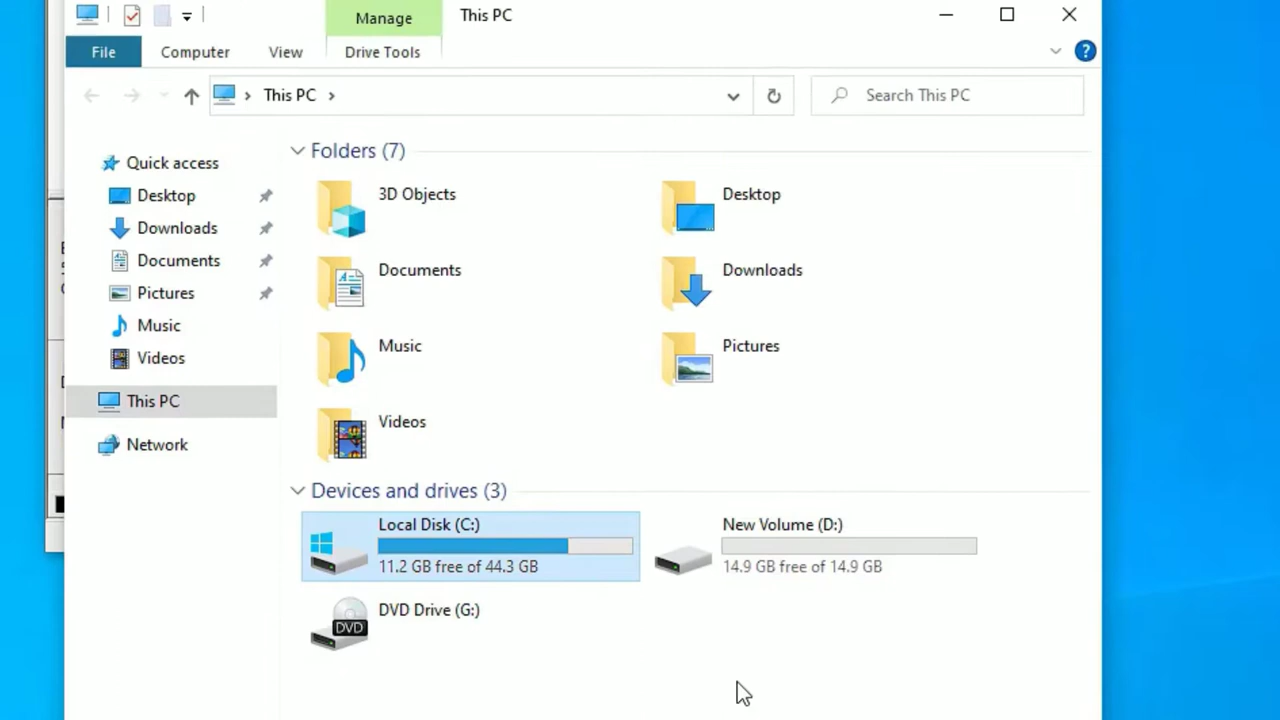 Manage
This PC
File
Computer
View
Drive Tools
This PC
Search This PC
Quick access
Desktop
Downloads
Documents
Pictures
Music
Videos
This PC
Network
Folders (7)
3D Objects
Desktop
Documents
Downloads
Music
Pictures
Videos
Devices and drives (3)
Local Disk (C:)
11.2 GB free of 44.3 GB
New Volume (D:)
14.9 GB free of 14.9 GB
DVD Drive (G:)
DVD